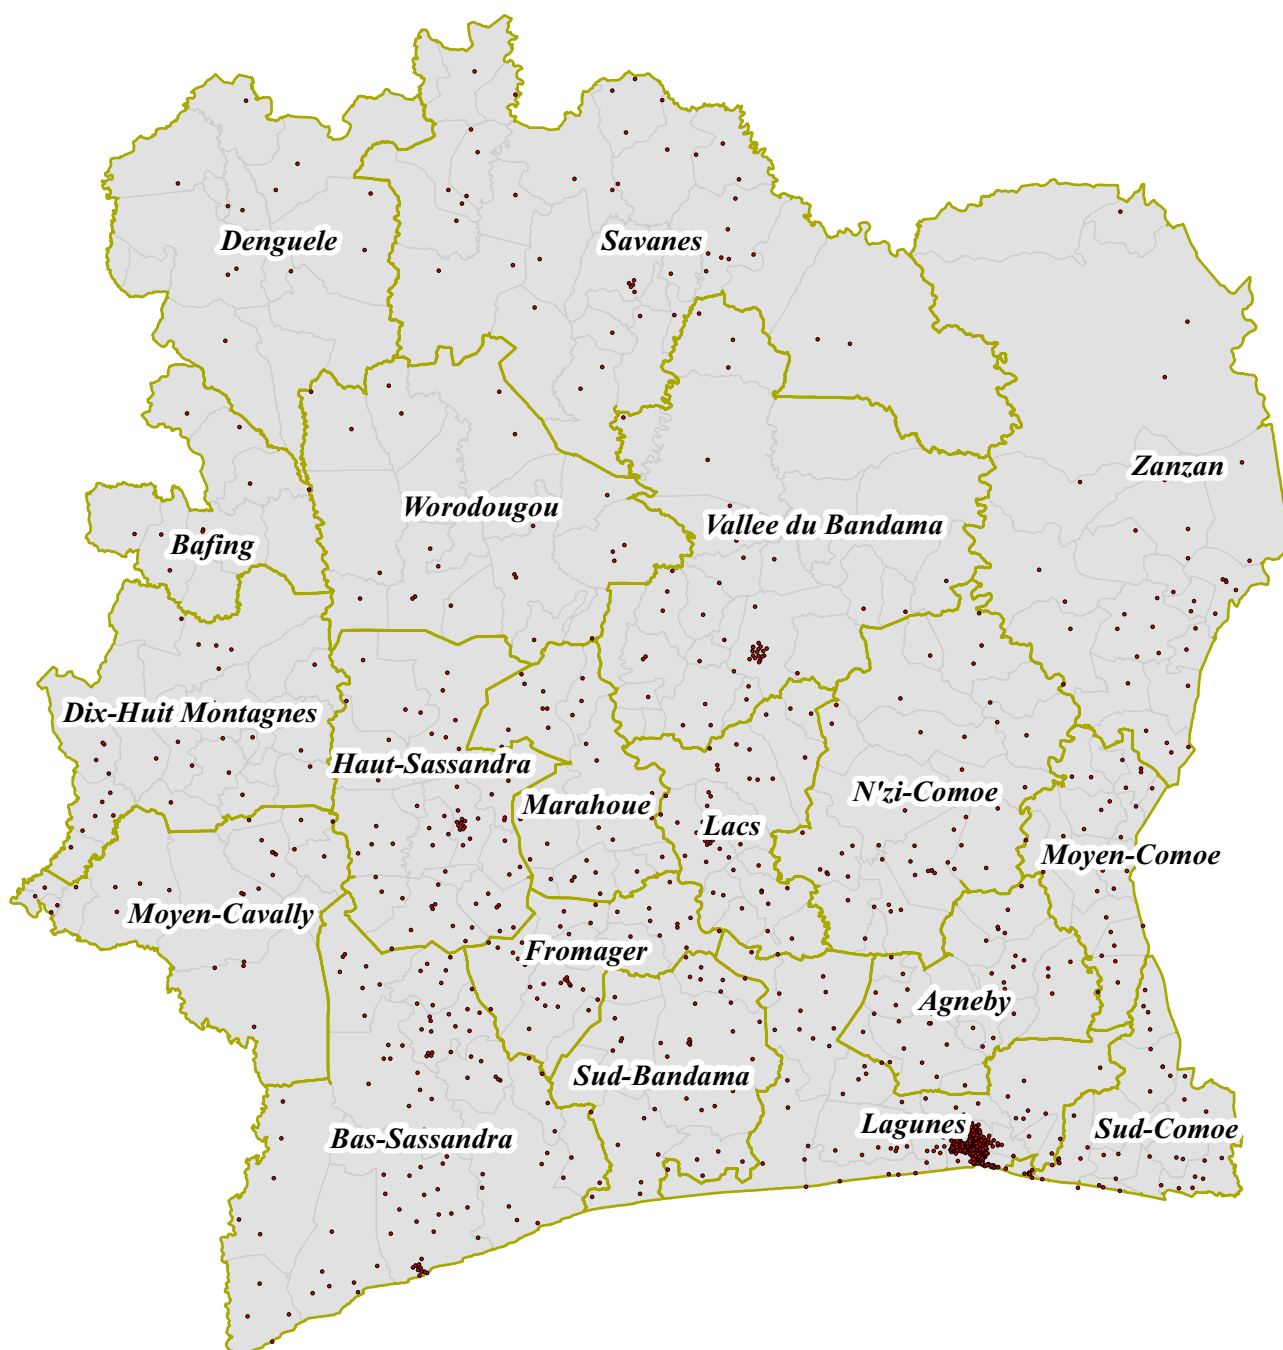 Denguele
Savanes
Zanzan
Worodougou
Vallee du Bandama
Bafing
Dix-Huit Montagnes
Haut-Sassandra
Marahoue
Lacs
N'zi-Comoe
Moyen-Comoe
Moyen-Cavally
Fromager
Agneby
Sud-Bandama
Bas-Sassandra
Lagunes
Sud-Comoe